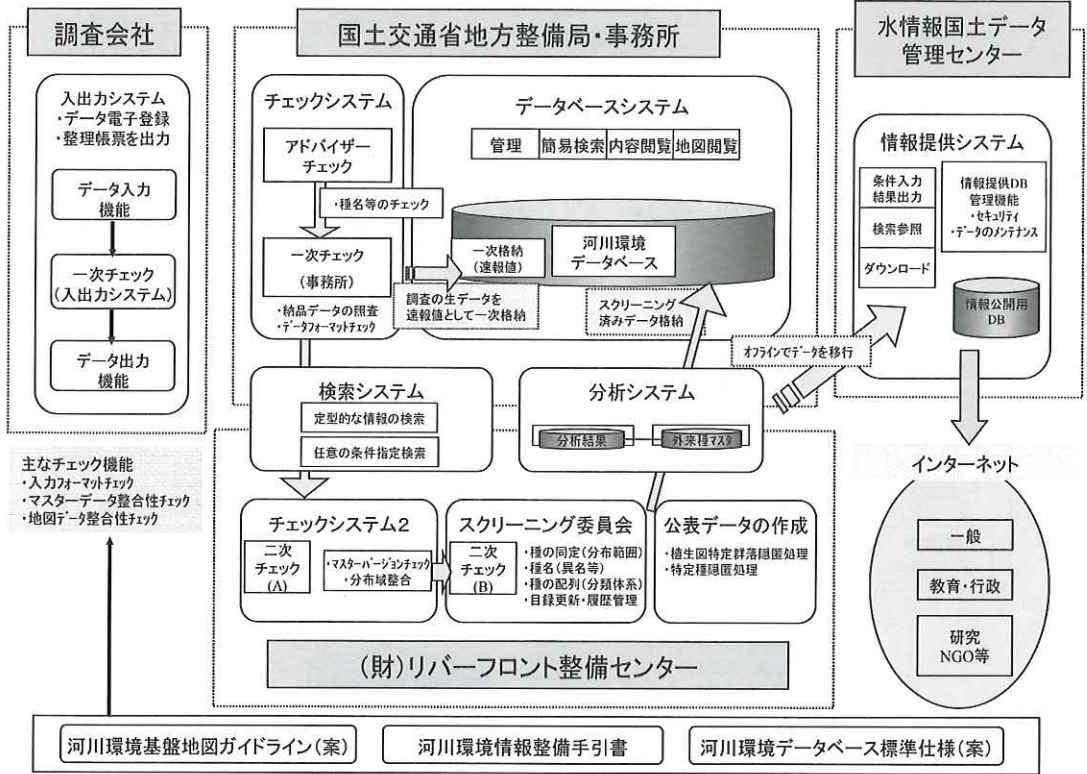 調査会社
入出力システム
・データ電子登録
・整理帳票を出力
データ入力
機能
一次チェック
(入出力システム)
データ出力
機能
主なチェック機能
・入力フォーマットチェック
・マスターデータ整合性チェック
・地図データ整合性チェック
国土交通省地方整備局・事務所
チェックシステム
アドバイザー
チェック
・種名等のチェック
一次チェック
(事務所)
・納品データの照査
・データフォーマットチェック
データベースシステム
管理
簡易検索
内容閲覧
地図閲覧
一次格納
(速報値)
河川環境
データベース
調査の生データを
速報値として一次格納
スクリーニング
済みデータ格納
オフラインでデータを移行
検索システム
定型的な情報の検索
任意の条件指定検索
分析システム
分析結果
外来種マスタ
チェックシステム2
二次
チェック
(A)
・マスターバージョンチェック
・分布域整合
スクリーニング委員会
二次
チェック
(B)
・種の同定(分布範囲)
・種名(異名等)
・種の配列(分類体系)
・目録更新・履歴管理
公表データの作成
・植生図特定群落隠匿処理
・特定種隠匿処理
(財)リバーフロント整備センター
水情報国土データ
管理センター
情報提供システム
条件入力
結果出力
検索参照
ダウンロード
情報提供DB
管理機能
・セキュリティ
・データのメンテナンス
情報公開用
DB
インターネット
一般
教育・行政
研究
NGO等
河川環境基盤地図ガイドライン(案)
河川環境情報整備手引書
河川環境データベース標準仕様(案)